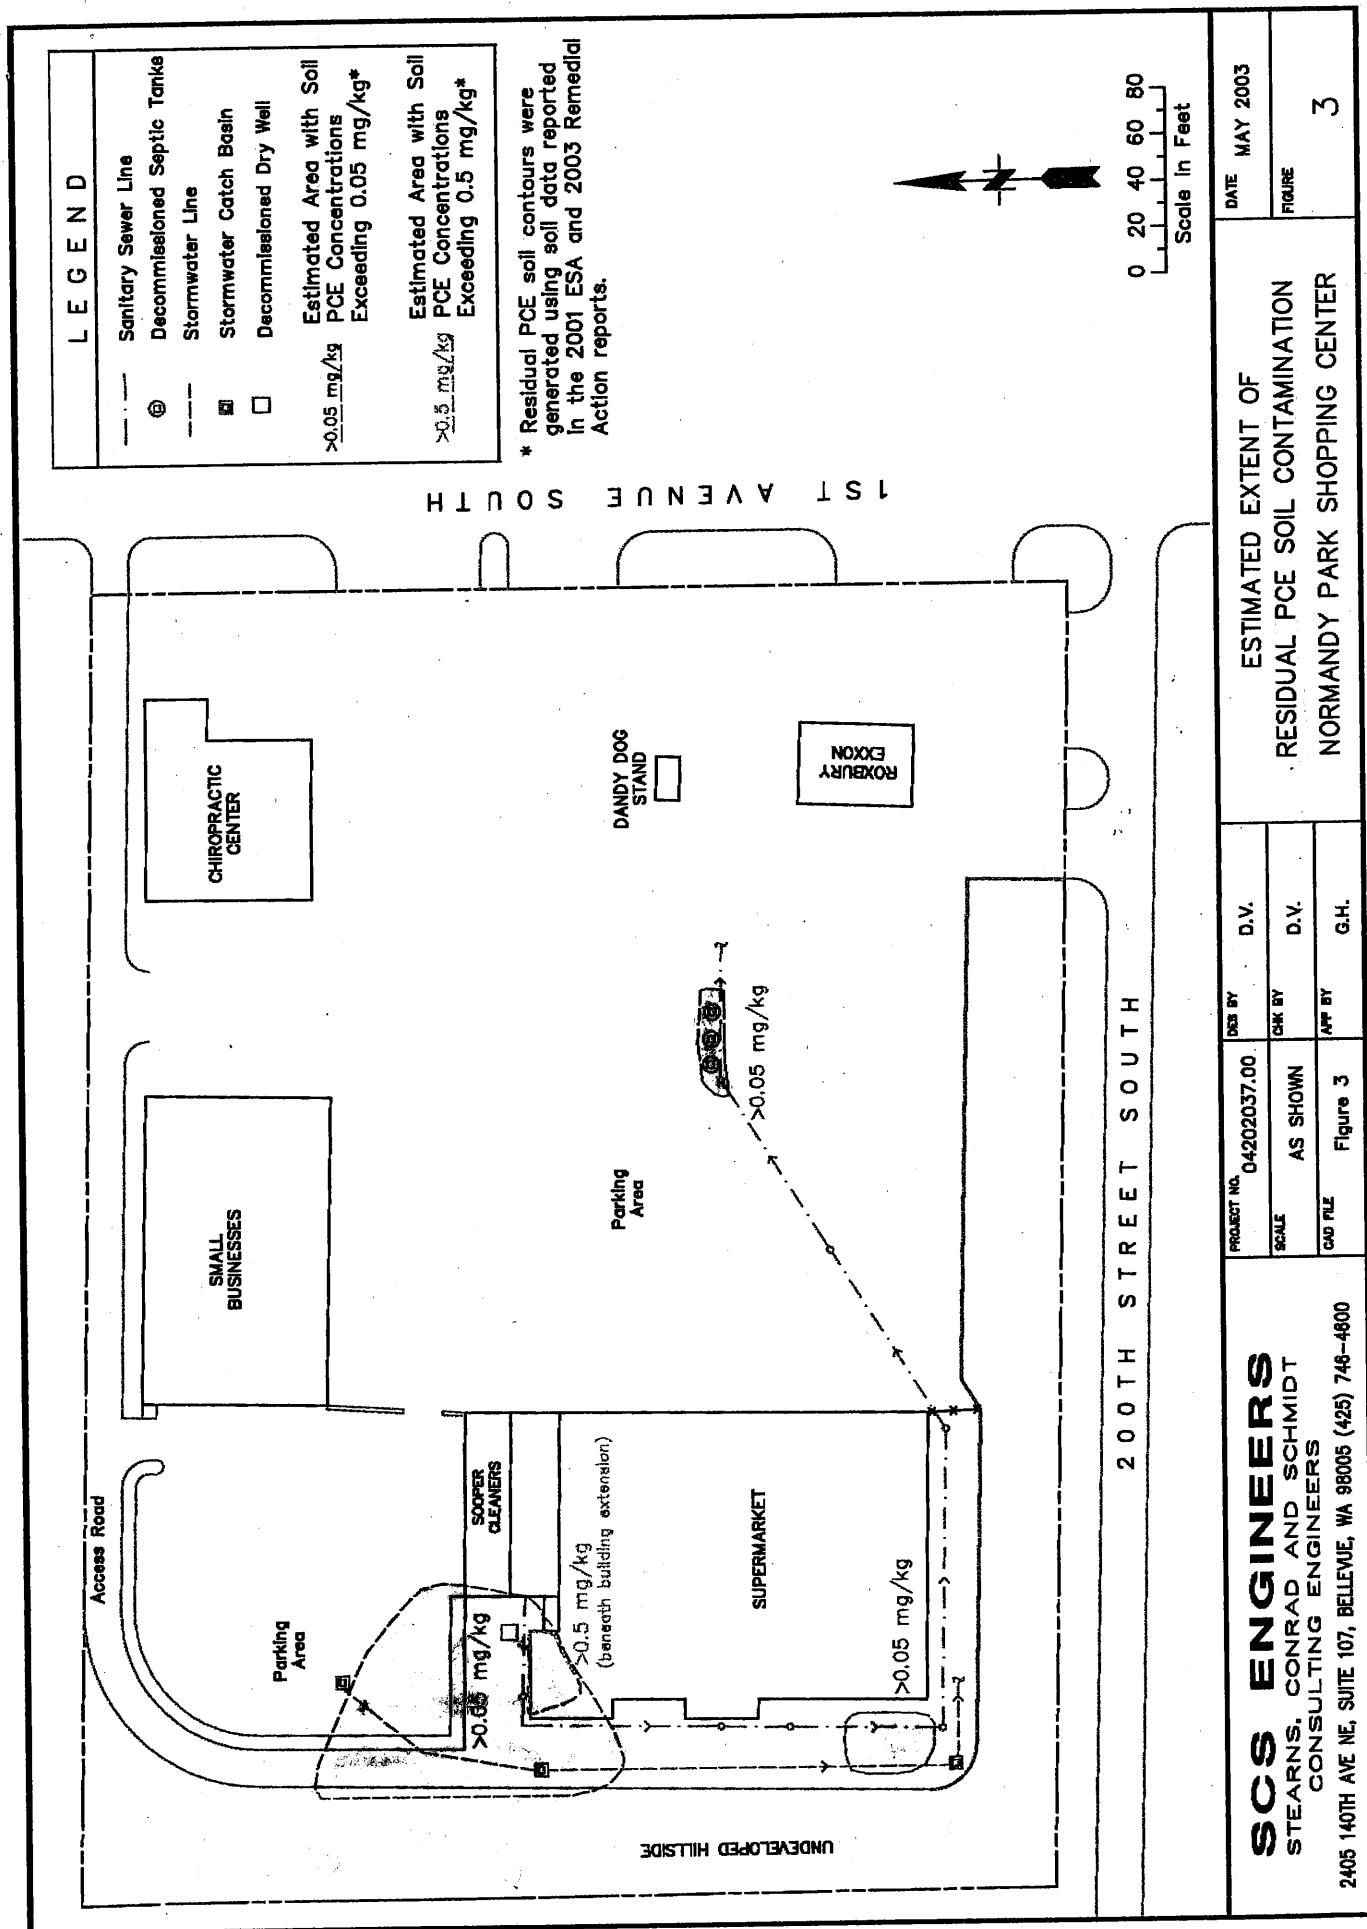 LEGEND
Sanitary Sewer Line
Decommissioned Septic Tanks
Stormwater Line
Stormwater Catch Basin
Decommissioned Dry Well
>0.05 mg/kg
Estimated Area with Soil
PCE Concentrations
Exceeding 0.05 mg/kg*
>0.5 mg/kg
Estimated Area with Soil
PCE Concentrations
Exceeding 0.5 mg/kg*
* Residual PCE soil contours were
generated using soil data reported
in the 2001 ESA and 2003 Remedial
Action reports.
0 20 40 60 80
Scale in Feet
1ST AVENUE SOUTH
200TH STREET SOUTH
Access Road
Parking
Area
SMALL
BUSINESSES
CHIROPRACTIC
CENTER
DANDY DOG
STAND
ROXBURY
EXXON
Parking
Area
SOOPER
CLEANERS
SUPERMARKET
>0.05 mg/kg
>0.5 mg/kg
(beneath building extension)
>0.05 mg/kg
>0.05 mg/kg
UNDEVELOPED HILLSIDE
SCS ENGINEERS
STEARNS, CONRAD AND SCHMIDT
CONSULTING ENGINEERS
2405 140TH AVE NE, SUITE 107, BELLEVUE, WA 98005 (425) 746-4600
PROJECT NO. 04202037.00
SCALE AS SHOWN
CAD FILE Figure 3
DES BY D.V.
CHK BY D.V.
APP BY G.H.
ESTIMATED EXTENT OF
RESIDUAL PCE SOIL CONTAMINATION
NORMANDY PARK SHOPPING CENTER
DATE MAY 2003
FIGURE 3